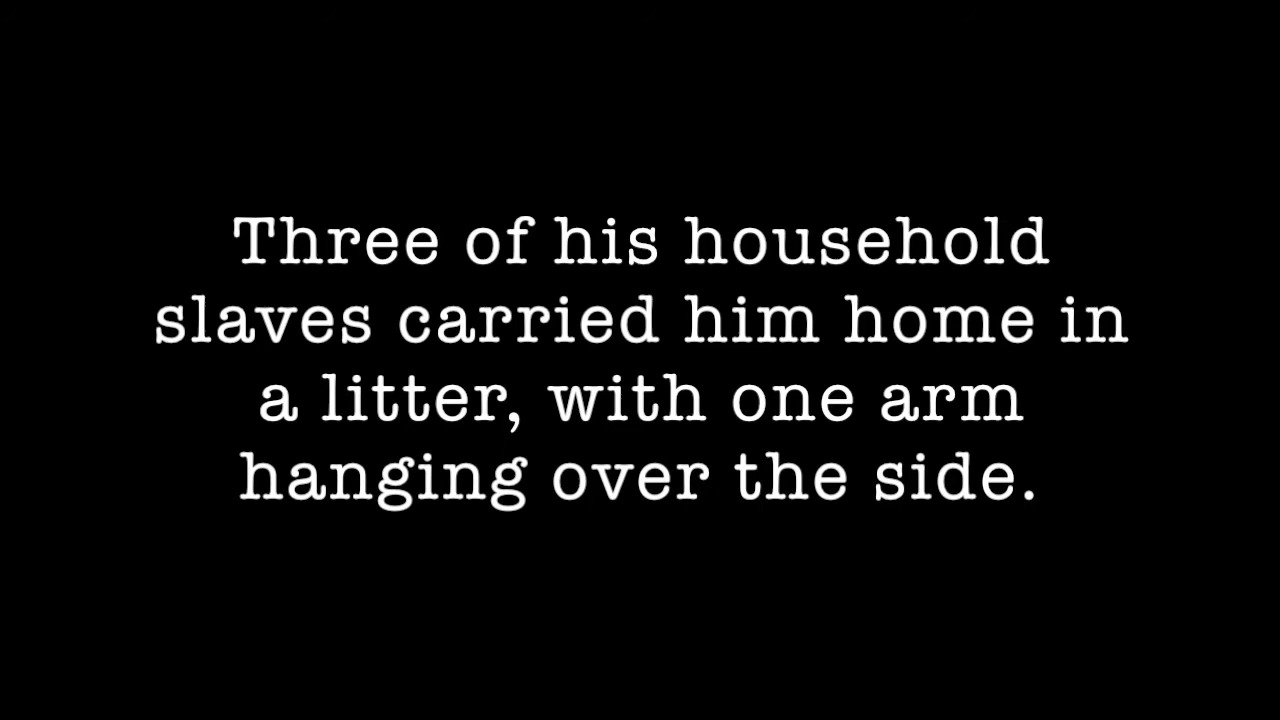 Three of his household
slaves carried him home in
a litter, with one arm
hanging over the side.